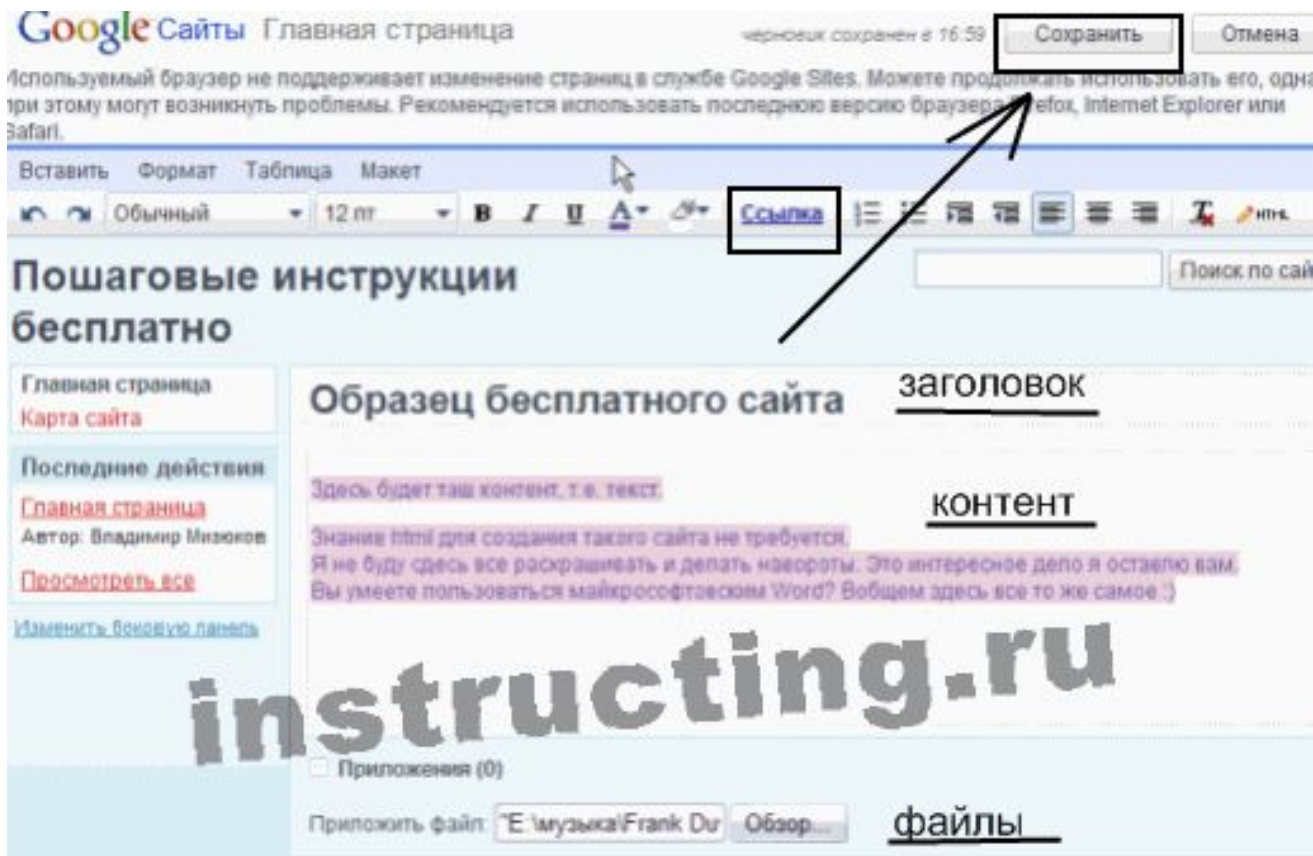 Google Сайты Главная страница черновик сохранен в 16:59 Сохранить Отмена
Используемый браузер не поддерживает изменение страниц в службе Google Sites. Можете продолжать использовать его, одна
при этому могут возникнуть проблемы. Рекомендуется использовать последнюю версию браузера Firefox, Internet Explorer или
Safari.
Вставить Формат Таблица Макет
Обычный 12 пт B I U A Ссылка HTML
Пошаговые инструкции
бесплатно
Поиск по сай
Главная страница
Карта сайта
Последние действия
Главная страница
Автор: Владимир Мизюков
Просмотреть все
Изменить боковую панель
Образец бесплатного сайта
заголовок
Здесь будет таш контент, т.е. текст.
контент
Знание html для создания такого сайта не требуется.
Я не буду сдесь все раскрашивать и делать навороты. Это интересное дело я оставлю вам.
Вы умеете пользоваться майкрософтовским Word? Вобщем здесь все то же самое :)
instructing.ru
Приложения (0)
Приложить файл: "E:\музыка\Frank Du Обзор...
файлы